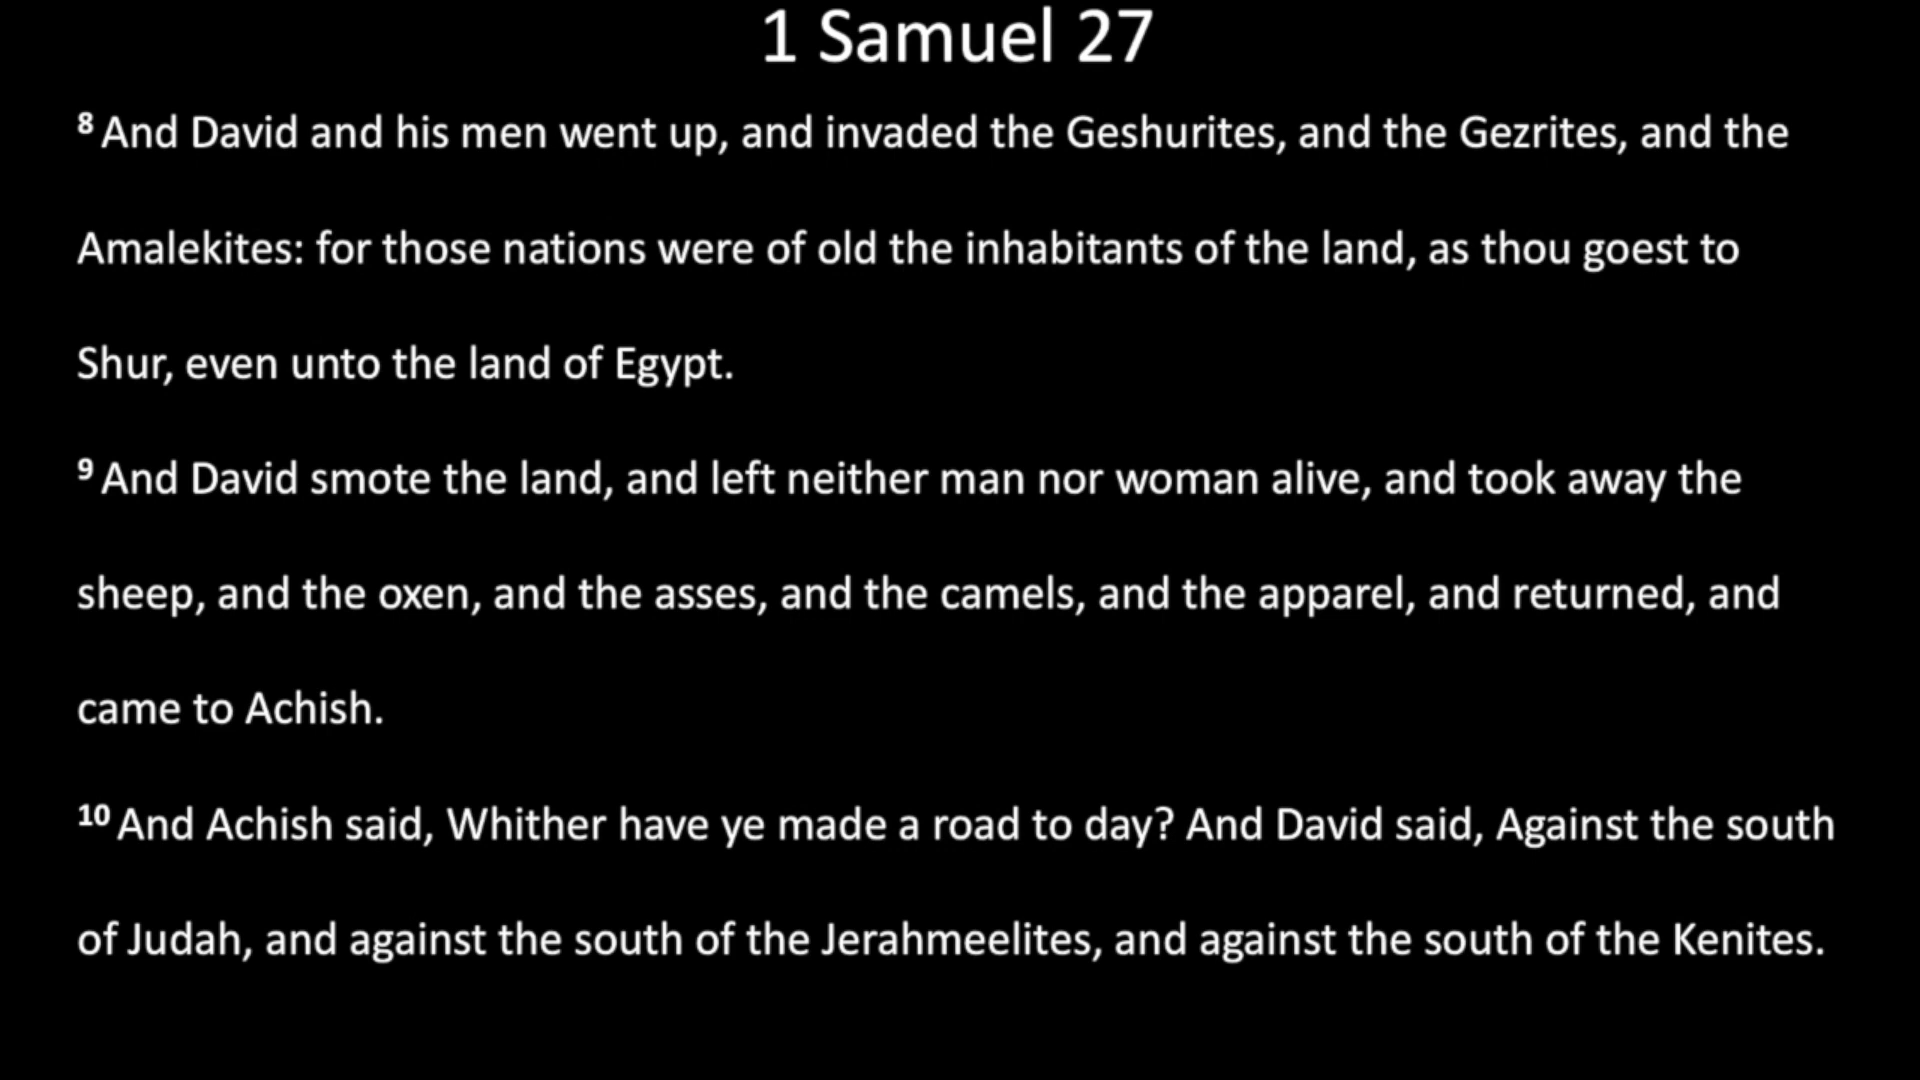 1 Samuel 27
8 And David and his men went up, and invaded the Geshurites, and the Gezrites, and the
Amalekites: for those nations were of old the inhabitants of the land, as thou goest to
Shur, even unto the land of Egypt.
9 And David smote the land, and left neither man nor woman alive, and took away the
sheep, and the oxen, and the asses, and the camels, and the apparel, and returned, and
came to Achish.
10 And Achish said, Whither have ye made a road to day? And David said, Against the south
of Judah, and against the south of the Jerahmeelites, and against the south of the Kenites.